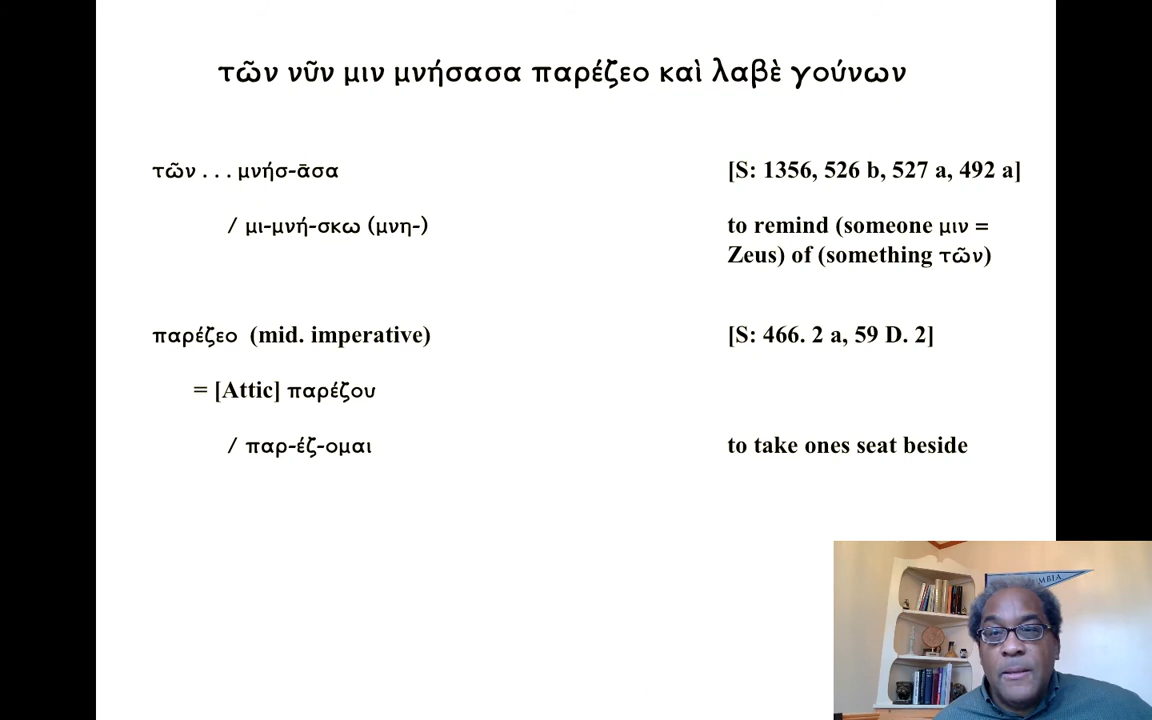 τῶν νῦν μιν μνήσασα παρέζεο καὶ λαβὲ γούνων
τῶν . . . μνήσ-ᾱσα [S: 1356, 526 b, 527 a, 492 a]
/ μι-μνή-σκω (μνη-) to remind (someone μιν =
Zeus) of (something τῶν)
παρέζεο (mid. imperative) [S: 466. 2 a, 59 D. 2]
= [Attic] παρέζου
/ παρ-έζ-ομαι to take ones seat beside